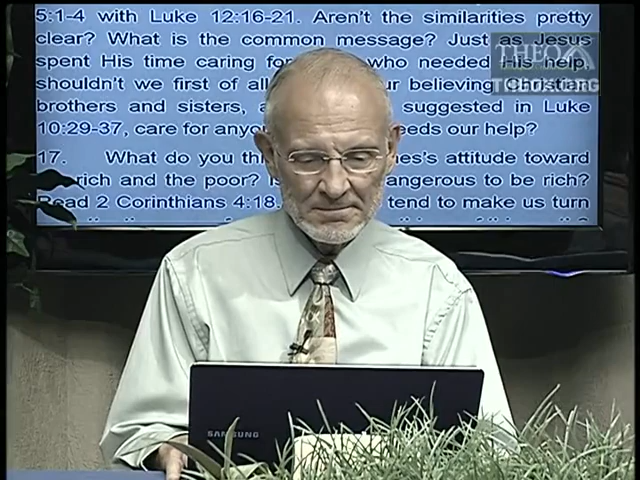 5:1-4 with Luke 12:16-21. Aren't the similarities pretty
clear? What is the common message? Just as Jesus
spent His time caring for who needed His help,
shouldn't we first of all our believing Christian
brothers and sisters, suggested in Luke
10:29-37, care for anyo eeds our help?
17. What do you thi es's attitude toward
rich and the poor? angerous to be rich?
Read 2 Corinthians 4:18. tend to make us turn
THEO
SAMSUNG